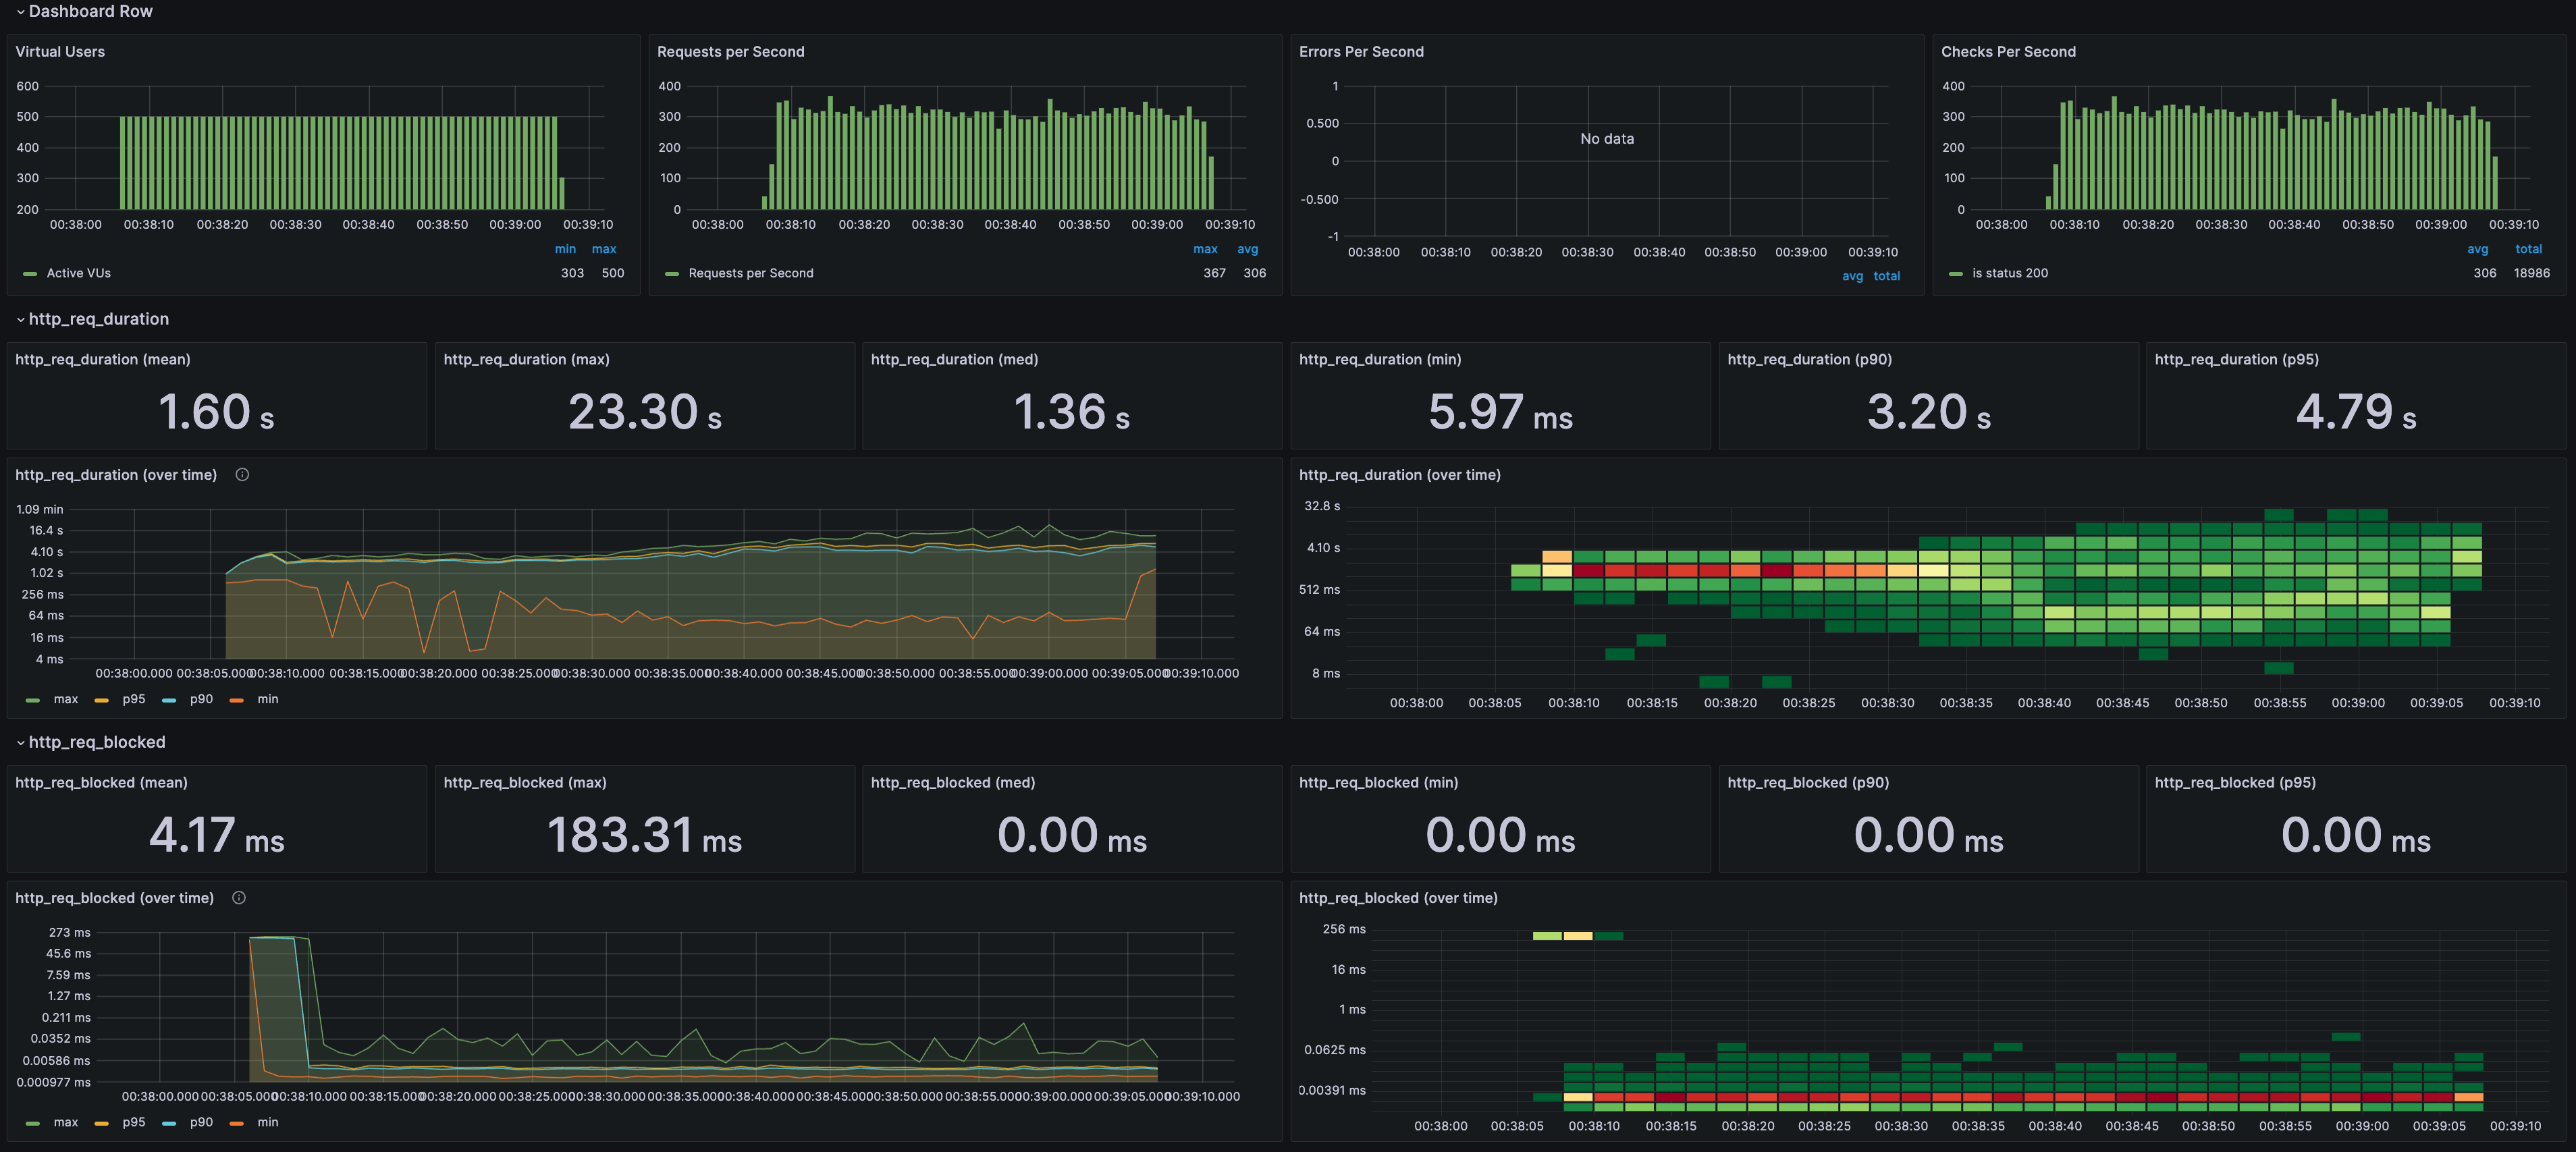 Dashboard Row
Virtual Users
600
500
400
300
200
00:38:00 00:38:10 00:38:20 00:38:30 00:38:40 00:38:50 00:39:00 00:39:10
min max
Active VUs 303 500
Requests per Second
400
300
200
100
0
00:38:00 00:38:10 00:38:20 00:38:30 00:38:40 00:38:50 00:39:00 00:39:10
max avg
Requests per Second 367 306
Errors Per Second
1
0.500
0
-0.500
-1
No data
00:38:00 00:38:10 00:38:20 00:38:30 00:38:40 00:38:50 00:39:00 00:39:10
avg total
Checks Per Second
400
300
200
100
0
00:38:00 00:38:10 00:38:20 00:38:30 00:38:40 00:38:50 00:39:00 00:39:10
avg total
is status 200 306 18986
http_req_duration
http_req_duration (mean)
1.60 s
http_req_duration (max)
23.30 s
http_req_duration (med)
1.36 s
http_req_duration (min)
5.97 ms
http_req_duration (p90)
3.20 s
http_req_duration (p95)
4.79 s
http_req_duration (over time)
1.09 min
16.4 s
4.10 s
1.02 s
256 ms
64 ms
16 ms
4 ms
00:38:00.000 00:38:05.000 00:38:10.000 00:38:15.000 00:38:20.000 00:38:25.000 00:38:30.000 00:38:35.000 00:38:40.000 00:38:45.000 00:38:50.000 00:38:55.000 00:39:00.000 00:39:05.000 00:39:10.000
max p95 p90 min
http_req_duration (over time)
32.8 s
4.10 s
512 ms
64 ms
8 ms
00:38:00 00:38:05 00:38:10 00:38:15 00:38:20 00:38:25 00:38:30 00:38:35 00:38:40 00:38:45 00:38:50 00:38:55 00:39:00 00:39:05 00:39:10
http_req_blocked
http_req_blocked (mean)
4.17 ms
http_req_blocked (max)
183.31 ms
http_req_blocked (med)
0.00 ms
http_req_blocked (min)
0.00 ms
http_req_blocked (p90)
0.00 ms
http_req_blocked (p95)
0.00 ms
http_req_blocked (over time)
273 ms
45.6 ms
7.59 ms
1.27 ms
0.211 ms
0.0352 ms
0.00586 ms
0.000977 ms
00:38:00.000 00:38:05.000 00:38:10.000 00:38:15.000 00:38:20.000 00:38:25.000 00:38:30.000 00:38:35.000 00:38:40.000 00:38:45.000 00:38:50.000 00:38:55.000 00:39:00.000 00:39:05.000 00:39:10.000
max p95 p90 min
http_req_blocked (over time)
256 ms
16 ms
1 ms
0.0625 ms
0.00391 ms
00:38:00 00:38:05 00:38:10 00:38:15 00:38:20 00:38:25 00:38:30 00:38:35 00:38:40 00:38:45 00:38:50 00:38:55 00:39:00 00:39:05 00:39:10